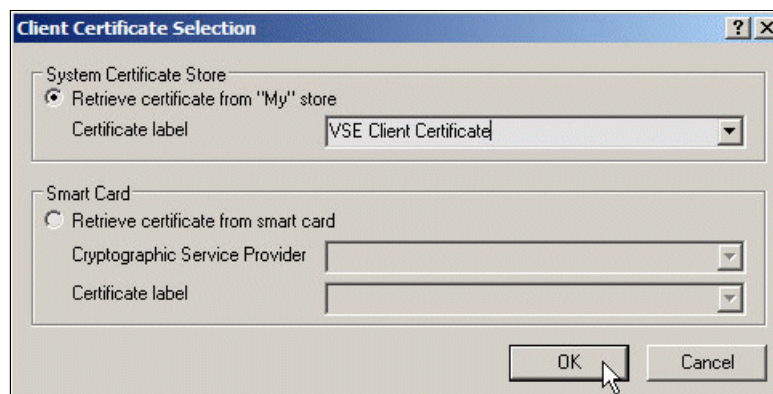 Client Certificate Selection
System Certificate Store
Retrieve certificate from "My" store
Certificate label
VSE Client Certificate
Smart Card
Retrieve certificate from smart card
Cryptographic Service Provider
Certificate label
OK
Cancel